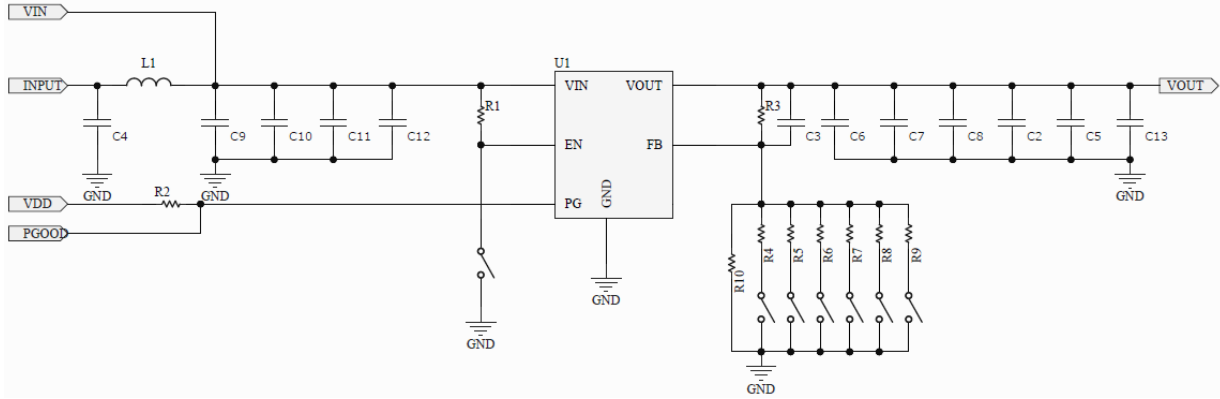 VIN
INPUT
L1
C4
GND
C9
C10
C11
C12
GND
VDD
R2
PGOOD
R1
GND
U1
VIN
VOUT
EN
FB
PG
GND
GND
R3
C3
C6
C7
C8
C2
C5
C13
VOUT
GND
R10
R4
R5
R6
R7
R8
R9
GND